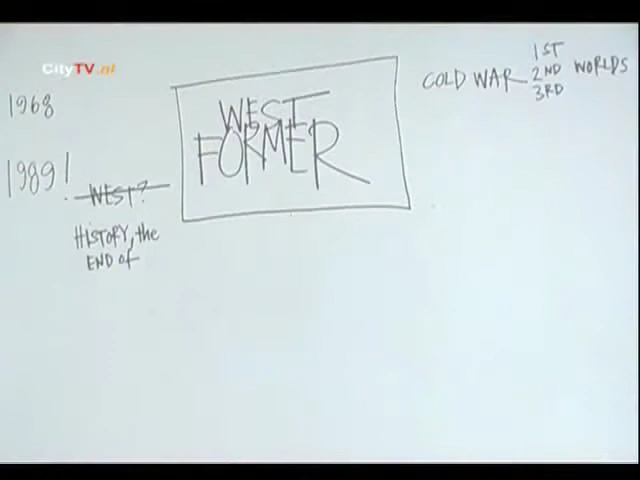 CityTV.nl
1968
1989!
WEST?
HISTORY, the
END of
WEST
FORMER
COLD WAR
1ST
2ND WORLDS
3RD